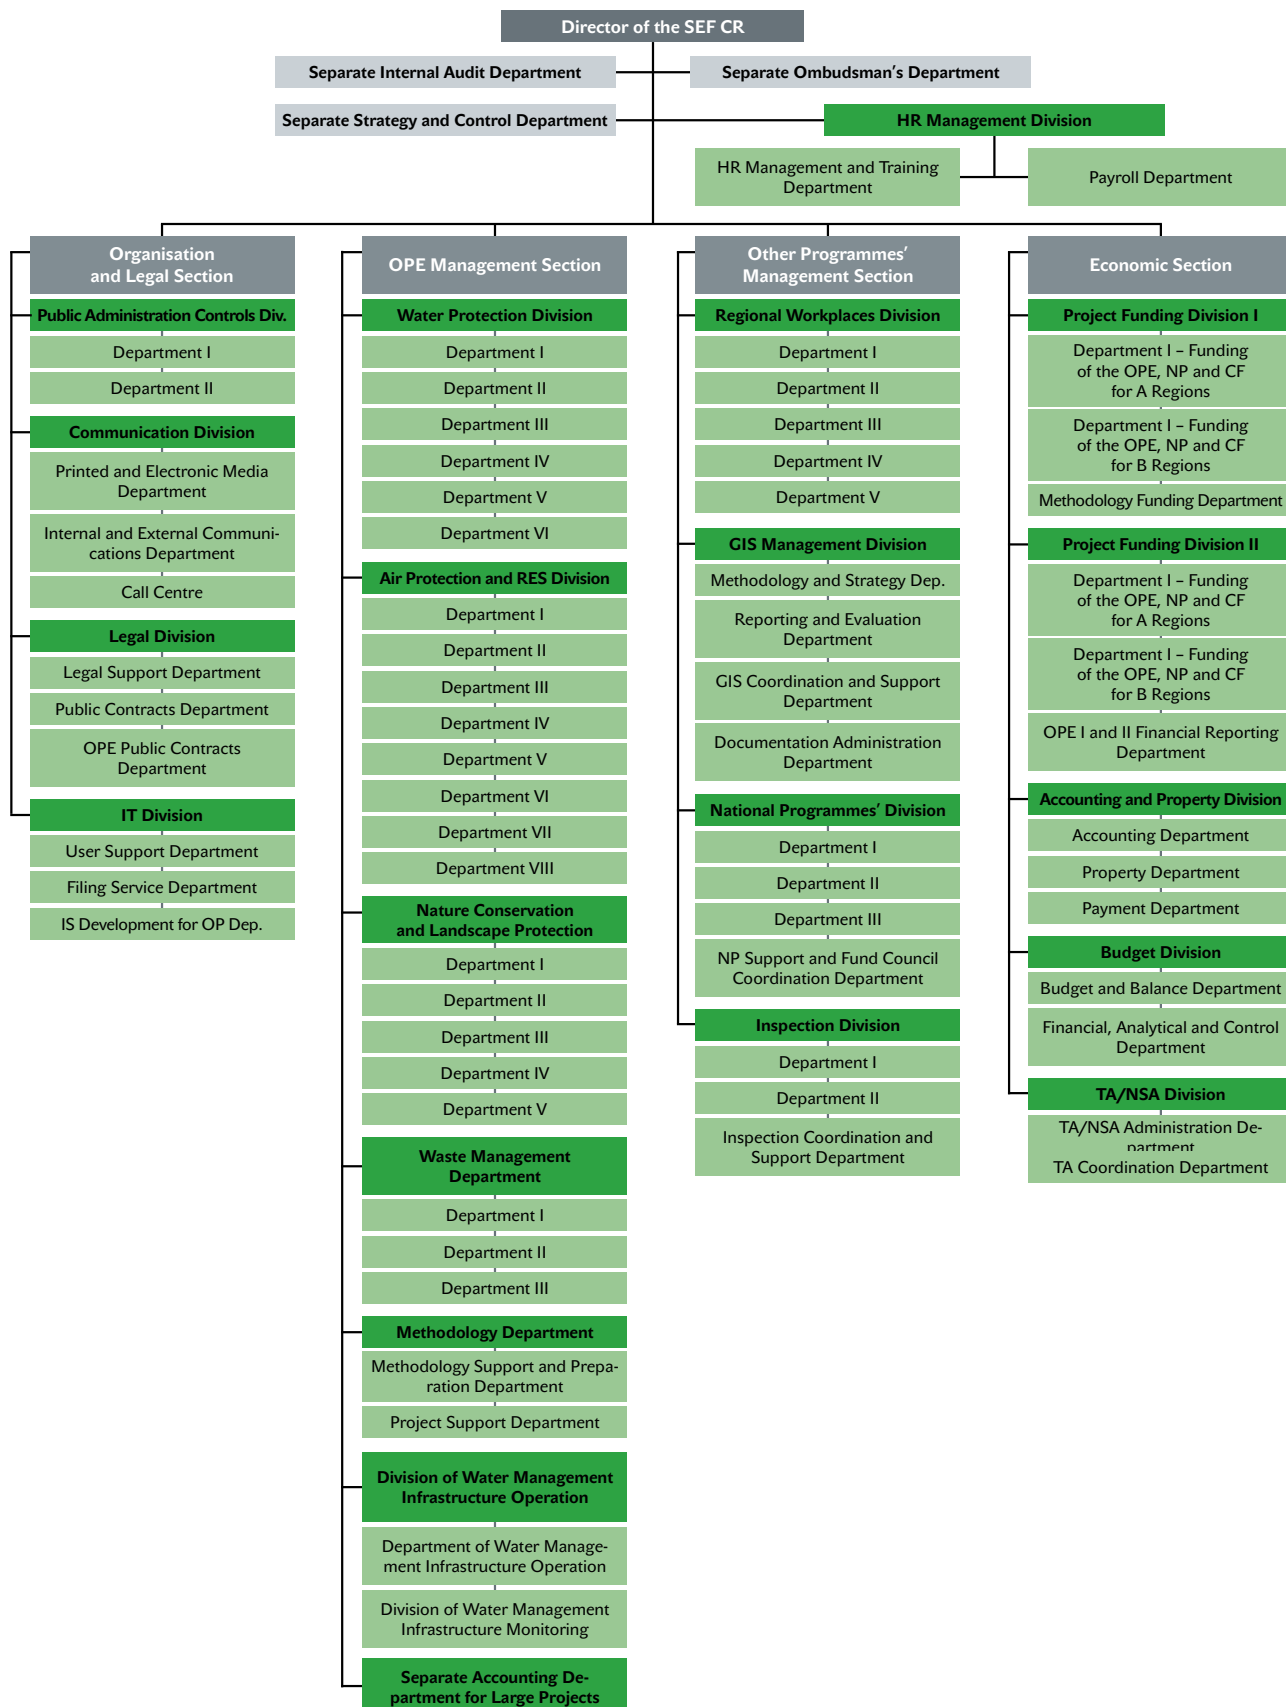 Director of the SEF CR
Separate Internal Audit Department
Separate Ombudsman's Department
Separate Strategy and Control Department
HR Management Division
HR Management and Training
Department
Payroll Department
Organisation
and Legal Section
Public Administration Controls Div.
Department I
Department II
Communication Division
Printed and Electronic Media
Department
Internal and External Communi-
cations Department
Call Centre
Legal Division
Legal Support Department
Public Contracts Department
OPE Public Contracts
Department
IT Division
User Support Department
Filing Service Department
IS Development for OP Dep.
OPE Management Section
Water Protection Division
Department I
Department II
Department III
Department IV
Department V
Department VI
Air Protection and RES Division
Department I
Department II
Department III
Department IV
Department V
Department VI
Department VII
Department VIII
Nature Conservation
and Landscape Protection
Department I
Department II
Department III
Department IV
Department V
Waste Management
Department
Department I
Department II
Department III
Methodology Department
Methodology Support and Prepa-
ration Department
Project Support Department
Division of Water Management
Infrastructure Operation
Department of Water Manage-
ment Infrastructure Operation
Division of Water Management
Infrastructure Monitoring
Separate Accounting De-
partment for Large Projects
Other Programmes'
Management Section
Regional Workplaces Division
Department I
Department II
Department III
Department IV
Department V
GIS Management Division
Methodology and Strategy Dep.
Reporting and Evaluation
Department
GIS Coordination and Support
Department
Documentation Administration
Department
National Programmes' Division
Department I
Department II
Department III
NP Support and Fund Council
Coordination Department
Inspection Division
Department I
Department II
Inspection Coordination and
Support Department
Economic Section
Project Funding Division I
Department I – Funding
of the OPE, NP and CF
for A Regions
Department I – Funding
of the OPE, NP and CF
for B Regions
Methodology Funding Department
Project Funding Division II
Department I – Funding
of the OPE, NP and CF
for A Regions
Department I – Funding
of the OPE, NP and CF
for B Regions
OPE I and II Financial Reporting
Department
Accounting and Property Division
Accounting Department
Property Department
Payment Department
Budget Division
Budget and Balance Department
Financial, Analytical and Control
Department
TA/NSA Division
TA/NSA Administration De-
partment
TA Coordination Department